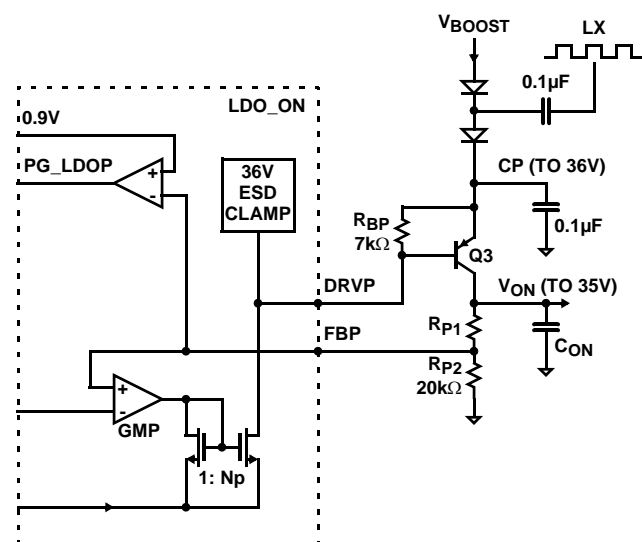 VBOOST
LX
0.1µF
LDO_ON
0.9V
PG_LDOP
+
-
36V
ESD
CLAMP
CP (TO 36V)
RBP
7kΩ
0.1µF
Q3
DRVP
VON (TO 35V)
FBP
RP1
CON
RP2
20kΩ
+
-
GMP
1: Np